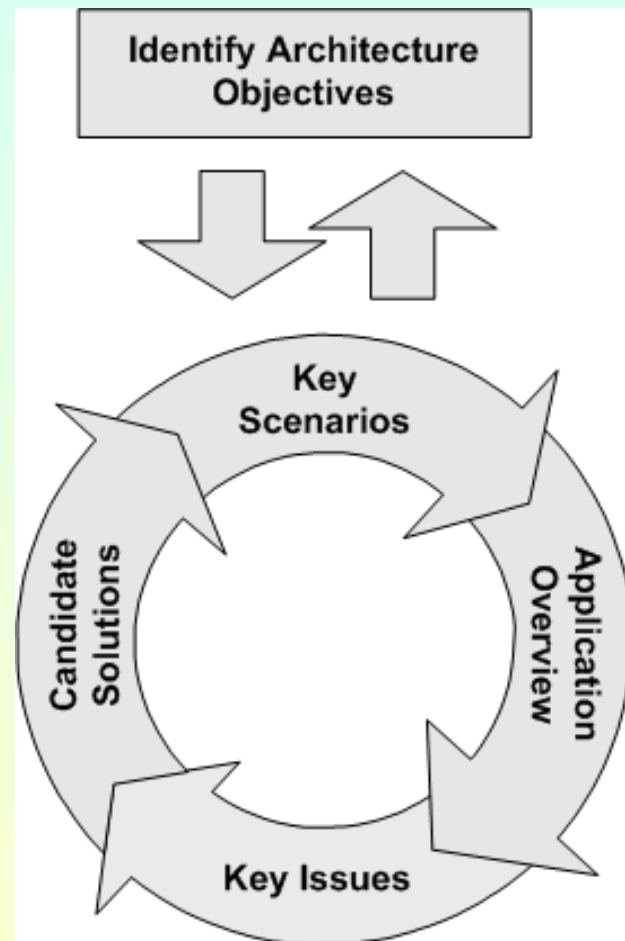 Identify Architecture
Objectives
Key
Scenarios
Application
Overview
Key Issues
Candidate
Solutions